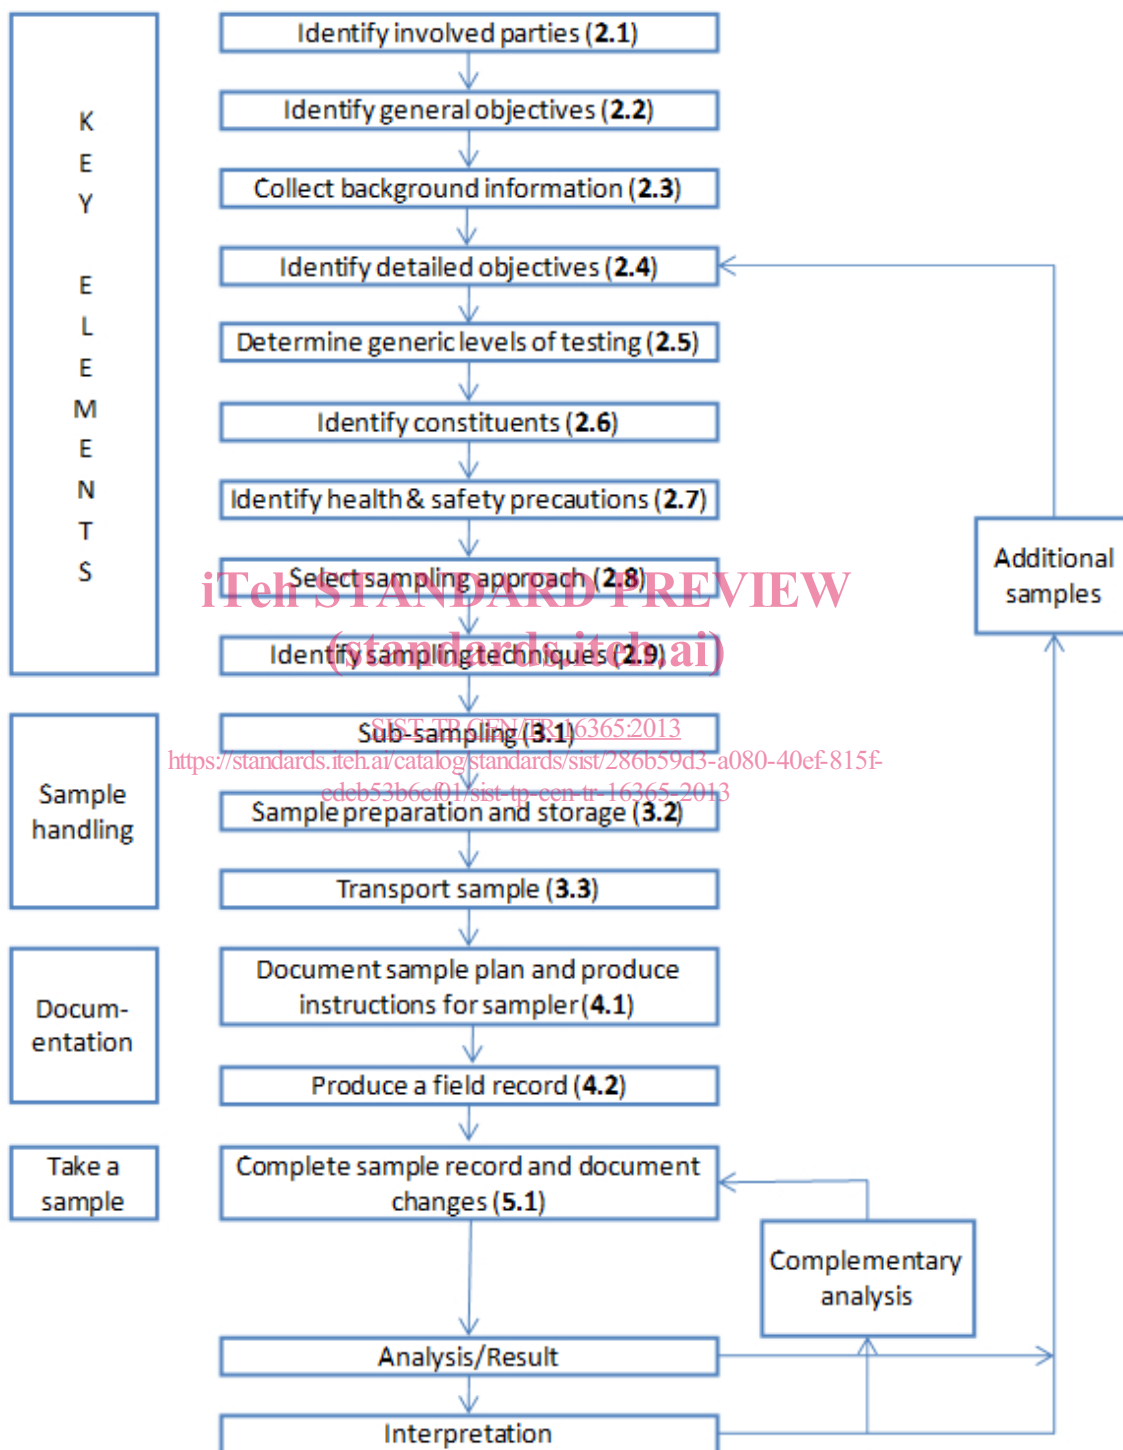 K
E
Y
E
L
E
M
E
N
T
S
Identify involved parties (2.1)
Identify general objectives (2.2)
Collect background information (2.3)
Identify detailed objectives (2.4)
Determine generic levels of testing (2.5)
Identify constituents (2.6)
Identify health & safety precautions (2.7)
Select sampling approach (2.8)
iTeh STANDARD PREVIEW
Identify sampling techniques (2.9)
(standards.iteh.ai)
Additional
samples
Sample
handling
Sub-sampling (3.1)
SIST-TP CEN/TR 16365:2013
https://standards.iteh.ai/catalog/standards/sist/286b59d3-a080-40ef-815f-
edeb53b6ef01/sist-tp-cen-tr-16365-2013
Sample preparation and storage (3.2)
Transport sample (3.3)
Docum-
entation
Document sample plan and produce
instructions for sampler (4.1)
Produce a field record (4.2)
Take a
sample
Complete sample record and document
changes (5.1)
Complementary
analysis
Analysis/Result
Interpretation